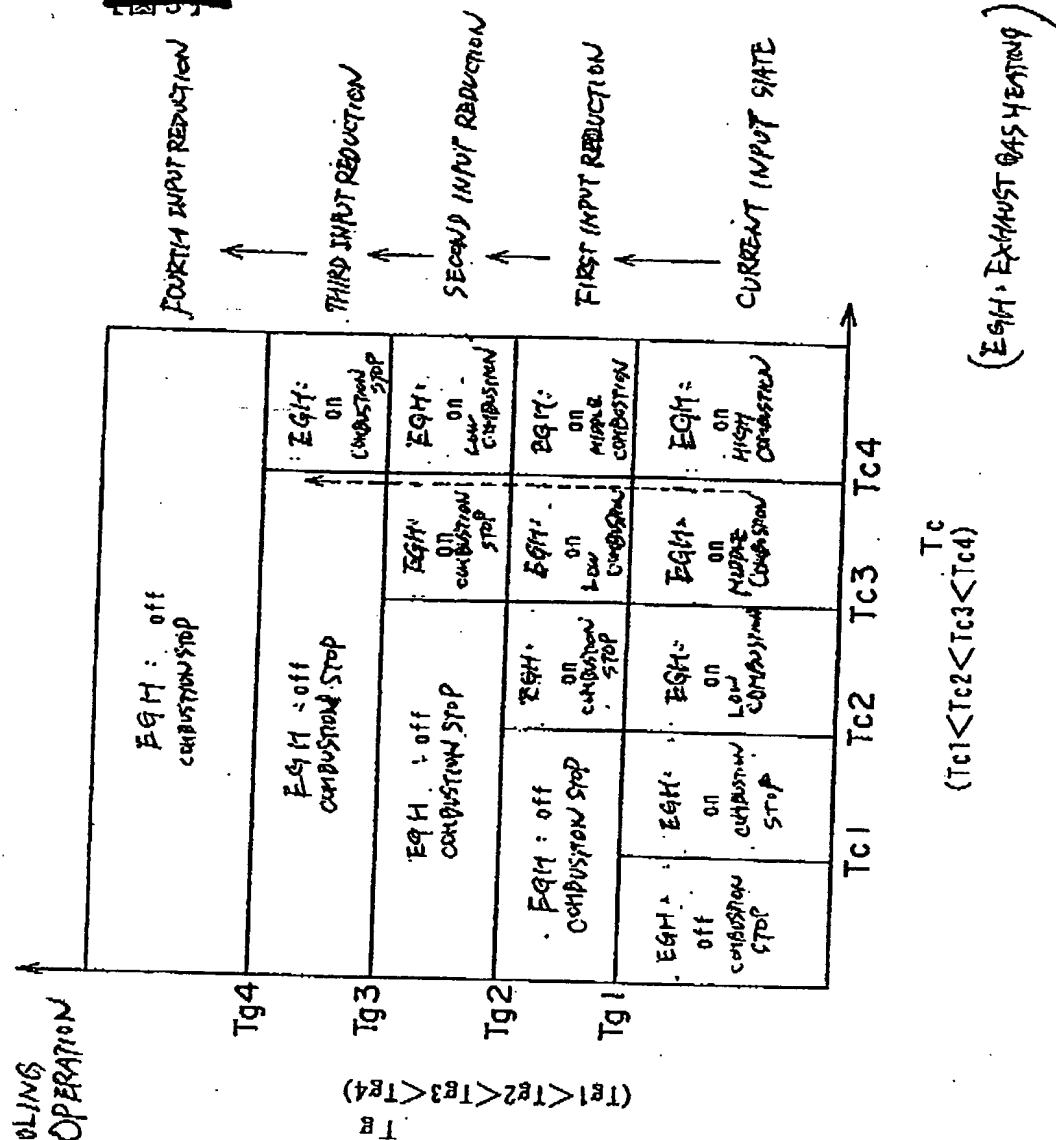 OPERATION
FOURTH INPUT REDUCTION
THIRD INPUT REDUCTION
SECOND INPUT REDUCTION
FIRST INPUT REDUCTION
CURRENT INPUT STATE
EGH: off
COMBUSTION STOP
Tg4
EGH: off
COMBUSTION STOP
EGH:
on
COMBUSTION
STOP
Tg3
EGH: off
COMBUSTION STOP
EGH:
on
COMBUSTION
STOP
EGH:
on
LOW
COMBUSTION
Tg2
EGH: off
COMBUSTION STOP
EGH:
on
COMBUSTION
STOP
EGH:
on
LOW
COMBUSTION
EGH:
on
MIDDLE
COMBUSTION
Tg1
EGH:
off
COMBUSTION
STOP
EGH:
on
COMBUSTION
STOP
EGH:
on
LOW
COMBUSTION
EGH:
on
MIDDLE
COMBUSTION
EGH:
on
HIGH
COMBUSTION
Tg
(Tg1<Tg2<Tg3<Tg4)
Tc1 Tc2 Tc3 Tc4
Tc
(Tc1<Tc2<Tc3<Tc4)
(EGH: EXHAUST GAS HEATING)